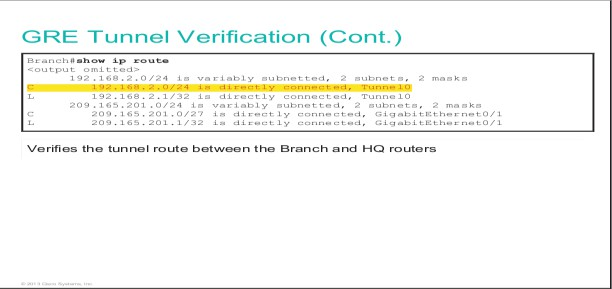 GRE Tunnel Verification (Cont.)
Branch#show ip route
<output omitted>
192.168.2.0/24 is variably subnetted, 2 subnets, 2 masks
C 192.168.2.0/24 is directly connected, Tunnel0
L 192.168.2.1/32 is directly connected, Tunnel0
209.165.201.0/24 is variably subnetted, 2 subnets, 2 masks
C 209.165.201.0/27 is directly connected, GigabitEthernet0/1
L 209.165.201.1/32 is directly connected, GigabitEthernet0/1
Verifies the tunnel route between the Branch and HQ routers
Cisco Systems, Inc.